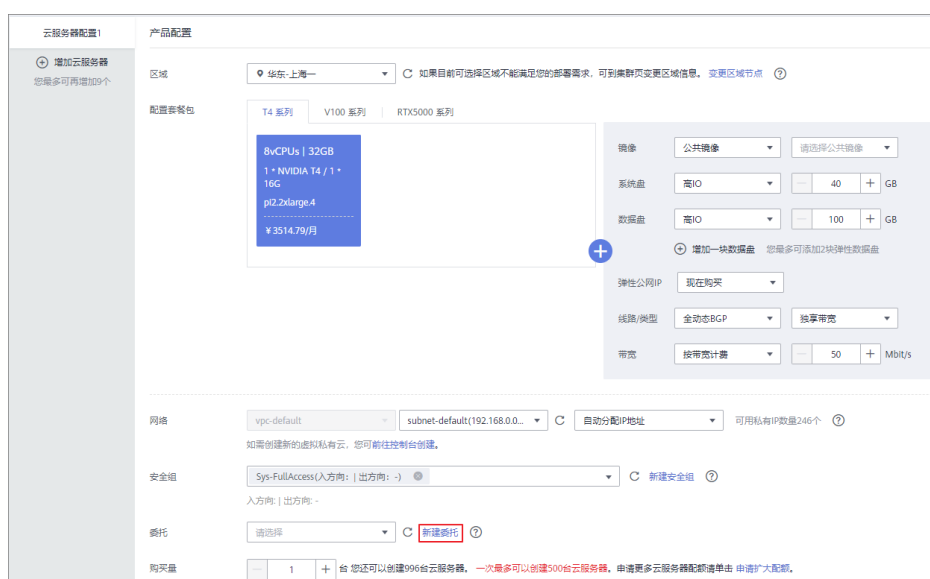 云服务器配置1
产品配置
增加云服务器
您最多可再增加9个
区域
华东-上海一
如果目前可选择区域不能满足您的部署需求，可到集群页变更区域信息。 变更区域节点
配置套餐包
T4 系列
V100 系列
RTX5000 系列
8vCPUs | 32GB
1 * NVIDIA T4 / 1 *
16G
pi2.2xlarge.4
¥3514.79/月
镜像
公共镜像
请选择公共镜像
系统盘
高IO
40
GB
数据盘
高IO
100
GB
增加一块数据盘 您最多可添加2块弹性数据盘
弹性公网IP
现在购买
线路/类型
全动态BGP
独享带宽
带宽
按带宽计费
50
Mbit/s
网络
vpc-default
subnet-default(192.168.0.0...
自动分配IP地址
可用私有IP数量246个
如需创建新的虚拟私有云，您可前往控制台创建。
安全组
Sys-FullAccess(入方向: | 出方向: -)
新建安全组
入方向: | 出方向: -
委托
请选择
新建委托
购买量
1
台 您还可以创建996台云服务器。 一次最多可以创建500台云服务器。申请更多云服务器配额请单击 申请扩大配额。